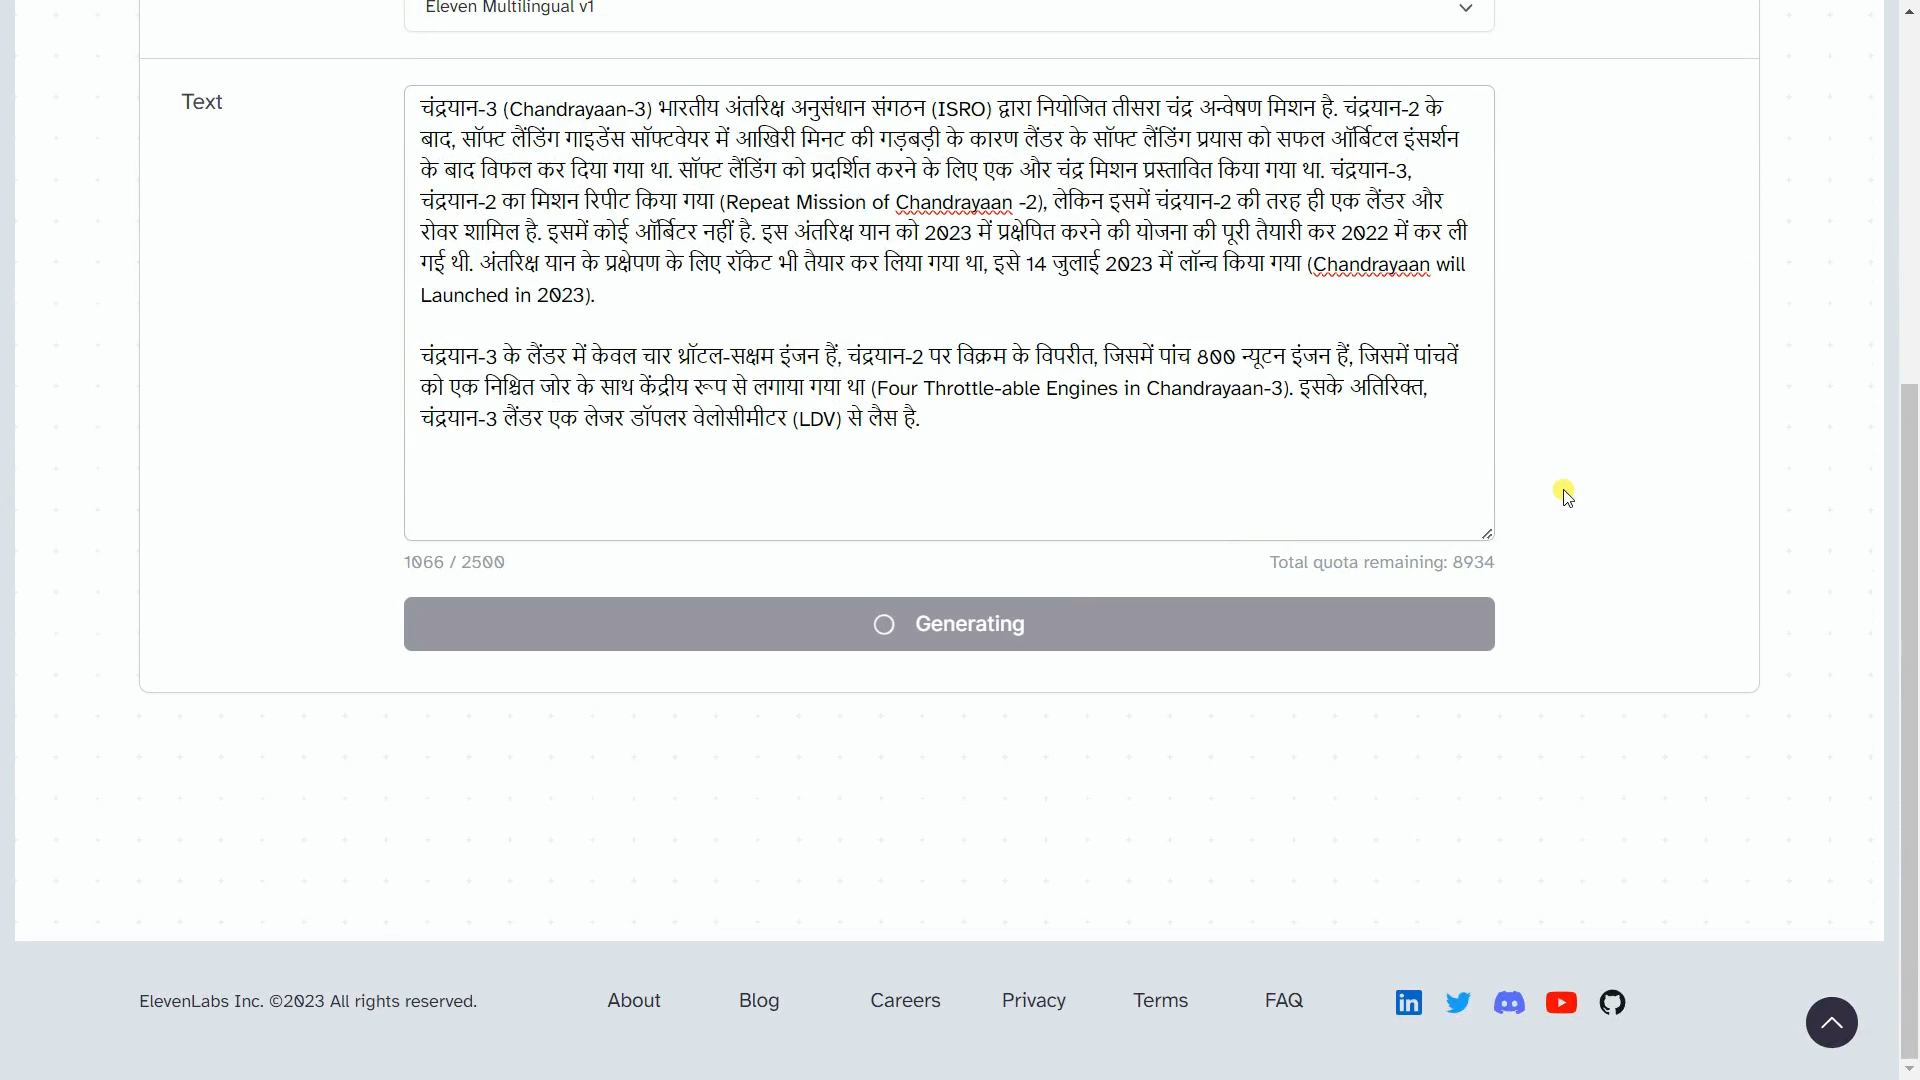 Eleven Multilingual v1
Text
चंद्रयान-3 (Chandrayaan-3) भारतीय अंतरिक्ष अनुसंधान संगठन (ISRO) द्वारा नियोजित तीसरा चंद्र अन्वेषण मिशन है. चंद्रयान-2 के
बाद, सॉफ्ट लैंडिंग गाइडेंस सॉफ्टवेयर में आखिरी मिनट की गड़बड़ी के कारण लैंडर के सॉफ्ट लैंडिंग प्रयास को सफल ऑर्बिटल इंसर्शन
के बाद विफल कर दिया गया था. सॉफ्ट लैंडिंग को प्रदर्शित करने के लिए एक और चंद्र मिशन प्रस्तावित किया गया था. चंद्रयान-3,
चंद्रयान-2 का मिशन रिपीट किया गया (Repeat Mission of Chandrayaan -2), लेकिन इसमें चंद्रयान-2 की तरह ही एक लैंडर और
रोवर शामिल है. इसमें कोई ऑर्बिटर नहीं है. इस अंतरिक्ष यान को 2023 में प्रक्षेपित करने की योजना की पूरी तैयारी कर 2022 में कर ली
गई थी. अंतरिक्ष यान के प्रक्षेपण के लिए रॉकेट भी तैयार कर लिया गया था, इसे 14 जुलाई 2023 में लॉन्च किया गया (Chandrayaan will
Launched in 2023).
चंद्रयान-3 के लैंडर में केवल चार थ्रॉटल-सक्षम इंजन हैं, चंद्रयान-2 पर विक्रम के विपरीत, जिसमें पांच 800 न्यूटन इंजन हैं, जिसमें पांचवें
को एक निश्चित जोर के साथ केंद्रीय रूप से लगाया गया था (Four Throttle-able Engines in Chandrayaan-3). इसके अतिरिक्त,
चंद्रयान-3 लैंडर एक लेजर डॉपलर वेलोसीमीटर (LDV) से लैस है.
1066 / 2500
Total quota remaining: 8934
Generating
ElevenLabs Inc. ©2023 All rights reserved.
About
Blog
Careers
Privacy
Terms
FAQ
in